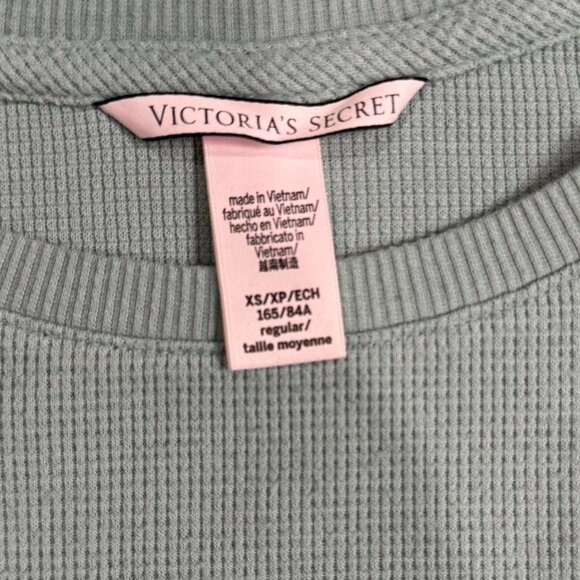 VICTORIA'S SECRET
made in Vietnam/
fabriqué au Vietnam/
hecho en Vietnam/
fabbricato in
Vietnam/
越南制造
XS/XP/ECH
165/84A
regular/
taille moyenne